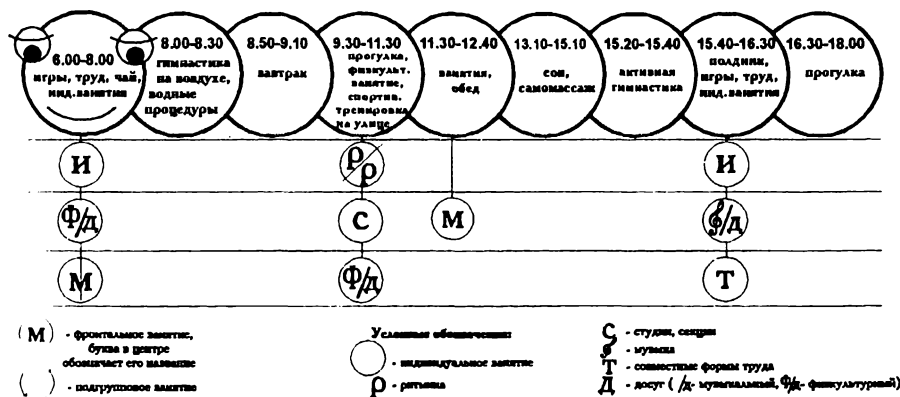 6.00-8.00
игры, труд, чай,
инд. занятия
8.00-8.30
гимнастика
на воздухе,
водные
процедуры
8.50-9.10
завтрак
9.30-11.30
прогулка,
физкульт.
занятие,
спортив.
тренировка
на улице
11.30-12.40
занятия,
обед
13.10-15.10
сон,
самомассаж
15.20-15.40
активная
гимнастика
15.40-16.30
полдник,
игры, труд,
инд. занятия
16.30-18.00
прогулка
И
Р/Р
И
Ф/Д
С
М
/Д
М
Ф/Д
Т
М - фронтальное занятие,
буква в центре
обозначает его название
- подгрупповое занятие
Условные обозначения:
- индивидуальное занятие
Р - ритмика
С - студии, секции
- музыка
Т - совместные формы труда
Д - досуг ( /Д- музыкальный, Ф/Д- физкультурный)